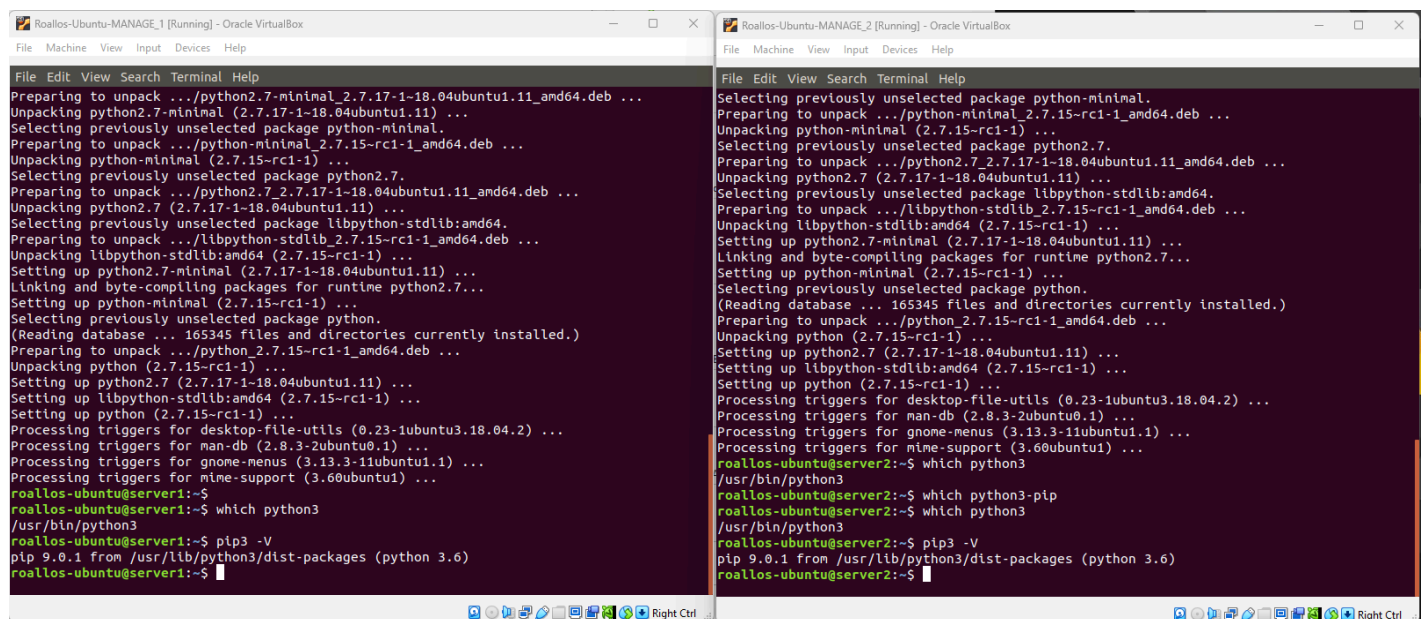 Roallos-Ubuntu-MANAGE_1 [Running] - Oracle VirtualBox
File Machine View Input Devices Help
File Edit View Search Terminal Help
Preparing to unpack .../python2.7-minimal_2.7.17-1~18.04ubuntu1.11_amd64.deb ...
Unpacking python2.7-minimal (2.7.17-1~18.04ubuntu1.11) ...
Selecting previously unselected package python-minimal.
Preparing to unpack .../python-minimal_2.7.15~rc1-1_amd64.deb ...
Unpacking python-minimal (2.7.15~rc1-1) ...
Selecting previously unselected package python2.7.
Preparing to unpack .../python2.7_2.7.17-1~18.04ubuntu1.11_amd64.deb ...
Unpacking python2.7 (2.7.17-1~18.04ubuntu1.11) ...
Selecting previously unselected package libpython-stdlib:amd64.
Preparing to unpack .../libpython-stdlib_2.7.15~rc1-1_amd64.deb ...
Unpacking libpython-stdlib:amd64 (2.7.15~rc1-1) ...
Setting up python2.7-minimal (2.7.17-1~18.04ubuntu1.11) ...
Linking and byte-compiling packages for runtime python2.7...
Setting up python-minimal (2.7.15~rc1-1) ...
Selecting previously unselected package python.
(Reading database ... 165345 files and directories currently installed.)
Preparing to unpack .../python_2.7.15~rc1-1_amd64.deb ...
Unpacking python (2.7.15~rc1-1) ...
Setting up python2.7 (2.7.17-1~18.04ubuntu1.11) ...
Setting up libpython-stdlib:amd64 (2.7.15~rc1-1) ...
Setting up python (2.7.15~rc1-1) ...
Processing triggers for desktop-file-utils (0.23-1ubuntu3.18.04.2) ...
Processing triggers for man-db (2.8.3-2ubuntu0.1) ...
Processing triggers for gnome-menus (3.13.3-11ubuntu1.1) ...
Processing triggers for mime-support (3.60ubuntu1) ...
roallos-ubuntu@server1:~$
roallos-ubuntu@server1:~$ which python3
/usr/bin/python3
roallos-ubuntu@server1:~$ pip3 -V
pip 9.0.1 from /usr/lib/python3/dist-packages (python 3.6)
roallos-ubuntu@server1:~$
Right Ctrl
Roallos-Ubuntu-MANAGE_2 [Running] - Oracle VirtualBox
File Machine View Input Devices Help
File Edit View Search Terminal Help
Selecting previously unselected package python-minimal.
Preparing to unpack .../python-minimal_2.7.15~rc1-1_amd64.deb ...
Unpacking python-minimal (2.7.15~rc1-1) ...
Selecting previously unselected package python2.7.
Preparing to unpack .../python2.7_2.7.17-1~18.04ubuntu1.11_amd64.deb ...
Unpacking python2.7 (2.7.17-1~18.04ubuntu1.11) ...
Selecting previously unselected package libpython-stdlib:amd64.
Preparing to unpack .../libpython-stdlib_2.7.15~rc1-1_amd64.deb ...
Unpacking libpython-stdlib:amd64 (2.7.15~rc1-1) ...
Setting up python2.7-minimal (2.7.17-1~18.04ubuntu1.11) ...
Linking and byte-compiling packages for runtime python2.7...
Setting up python-minimal (2.7.15~rc1-1) ...
Selecting previously unselected package python.
(Reading database ... 165345 files and directories currently installed.)
Preparing to unpack .../python_2.7.15~rc1-1_amd64.deb ...
Unpacking python (2.7.15~rc1-1) ...
Setting up python2.7 (2.7.17-1~18.04ubuntu1.11) ...
Setting up libpython-stdlib:amd64 (2.7.15~rc1-1) ...
Setting up python (2.7.15~rc1-1) ...
Processing triggers for desktop-file-utils (0.23-1ubuntu3.18.04.2) ...
Processing triggers for man-db (2.8.3-2ubuntu0.1) ...
Processing triggers for gnome-menus (3.13.3-11ubuntu1.1) ...
Processing triggers for mime-support (3.60ubuntu1) ...
roallos-ubuntu@server2:~$ which python3
/usr/bin/python3
roallos-ubuntu@server2:~$ which python3-pip
roallos-ubuntu@server2:~$ which python3
/usr/bin/python3
roallos-ubuntu@server2:~$ pip3 -V
pip 9.0.1 from /usr/lib/python3/dist-packages (python 3.6)
roallos-ubuntu@server2:~$
Right Ctrl